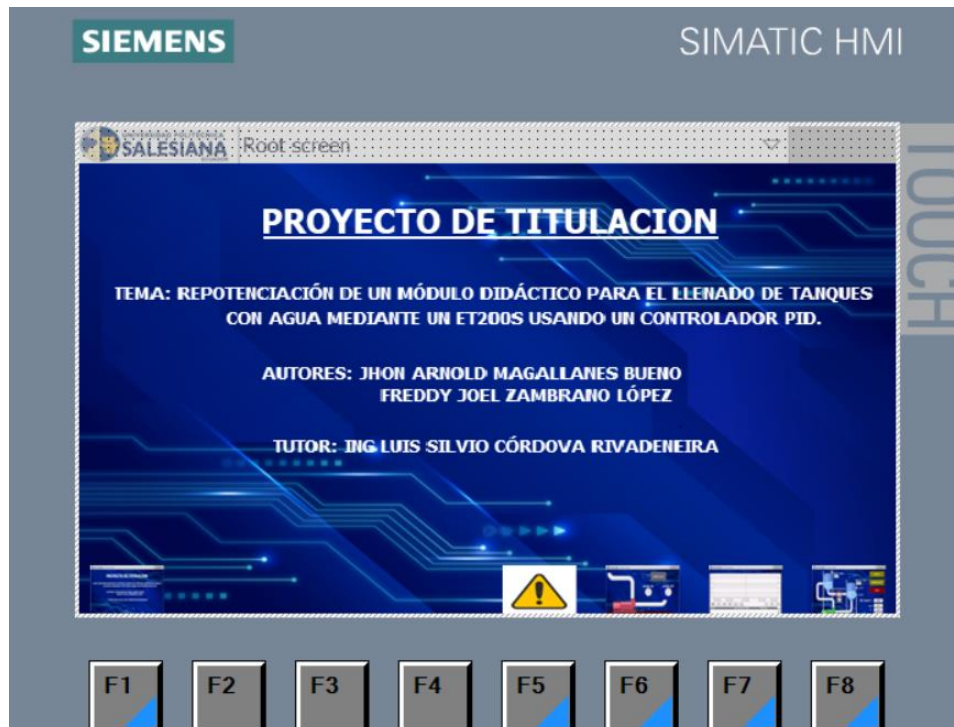 SIEMENS
SIMATIC HMI
UNIVERSIDAD POLITÉCNICA
SALESIANA
Root screen
TOUCH
PROYECTO DE TITULACION
TEMA: REPOTENCIACIÓN DE UN MÓDULO DIDÁCTICO PARA EL LLENADO DE TANQUES
CON AGUA MEDIANTE UN ET200S USANDO UN CONTROLADOR PID.
AUTORES: JHON ARNOLD MAGALLANES BUENO
FREDDY JOEL ZAMBRANO LÓPEZ
TUTOR: ING LUIS SILVIO CÓRDOVA RIVADENEIRA
F1
F2
F3
F4
F5
F6
F7
F8